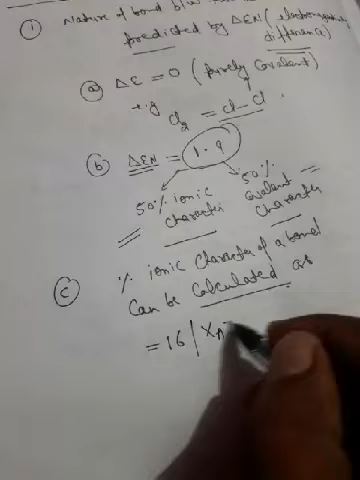 ① Nature of bond b/w
predicted by ΔEN (electronegativity
difference)
ⓐ ΔE = 0 (purely covalent)
e.g
Cl₂ = Cl-Cl .
ⓑ ΔEN = 1.9
50% ionic character
50% covalent character
ⓒ % ionic character of a bond
can be calculated as
= 16 | XA